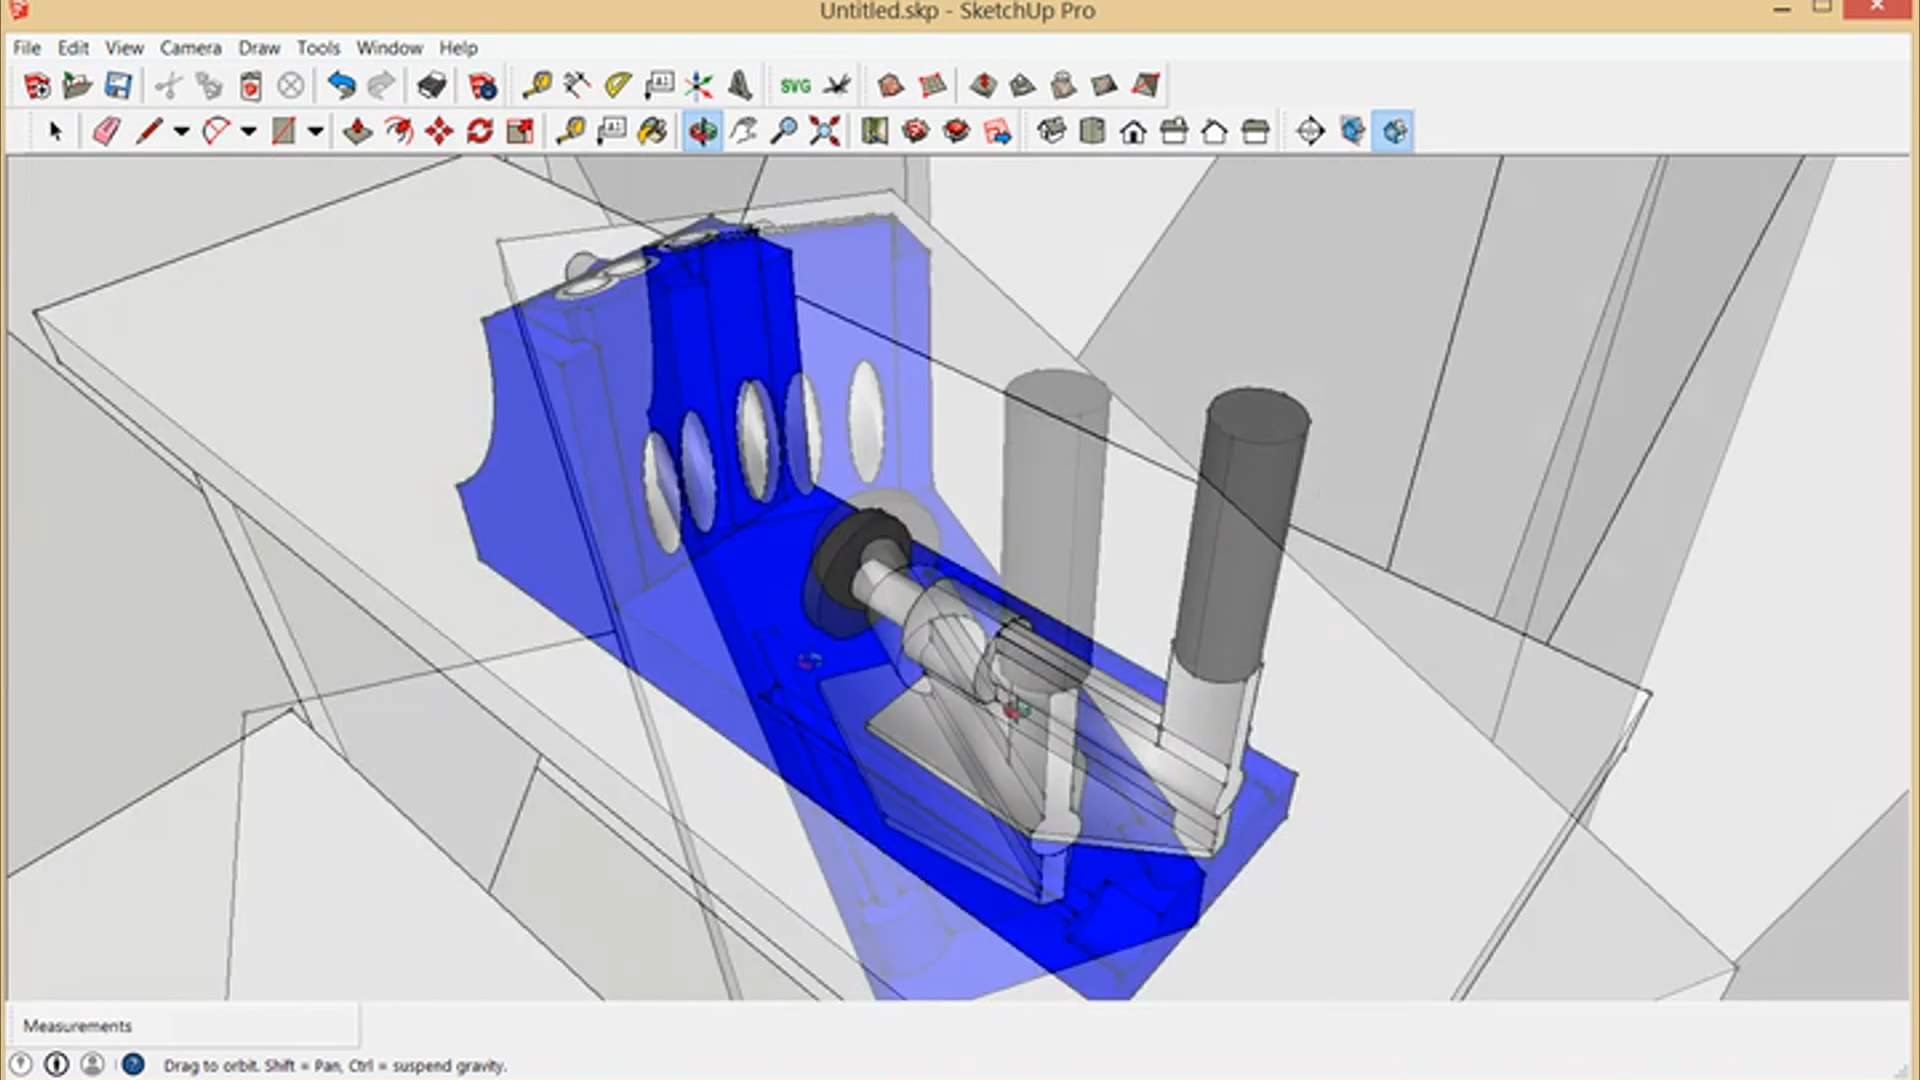 Untitled.skp - SketchUp Pro
File Edit View Camera Draw Tools Window Help
SVG
Measurements
Drag to orbit. Shift = Pan, Ctrl = suspend gravity.